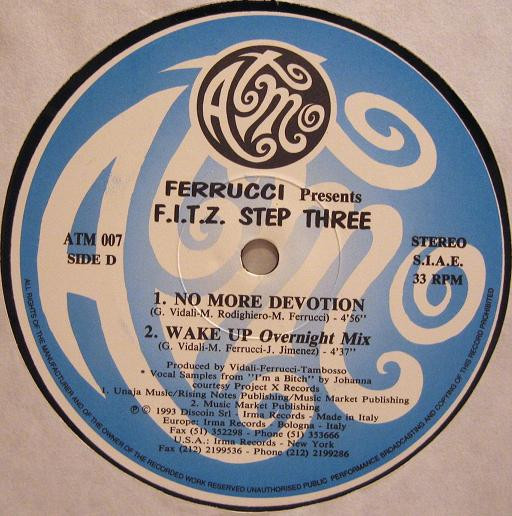 ATMO
FERRUCCI Presents
F.I.T.Z. STEP THREE
ATM 007
SIDE D
STEREO
S.I.A.E.
33 RPM
1. NO MORE DEVOTION
(G. Vidali-M. Rodighiero-M. Ferrucci) - 4'56"
2. WAKE UP Overnight Mix
(G. Vidali-M. Ferrucci-J. Jimenez) - 4'37"
Produced by Vidali-Ferrucci-Tambosso
* Vocal Samples from "I'm a Bitch" by Johanna
courtesy Project X Records
1. Unaja Music/Rising Notes Publishing/Music Market Publishing
2. Music Market Publishing
℗ © 1993 Discoin Srl - Irma Records - Made in Italy
Europe: Irma Records - Bologna - Italy
Fax (51) 352298 - Phone (51) 353666
U.S.A.: Irma Records - New York
Fax (212) 2199536 - Phone (212) 2199286
ALL RIGHTS OF THE MANUFACTURER AND OF THE OWNER OF THE RECORDED WORK RESERVED UNAUTHORISED PUBLIC PERFORMANCE BROADCASTING AND COPYING OF THIS RECORD PROHIBITED